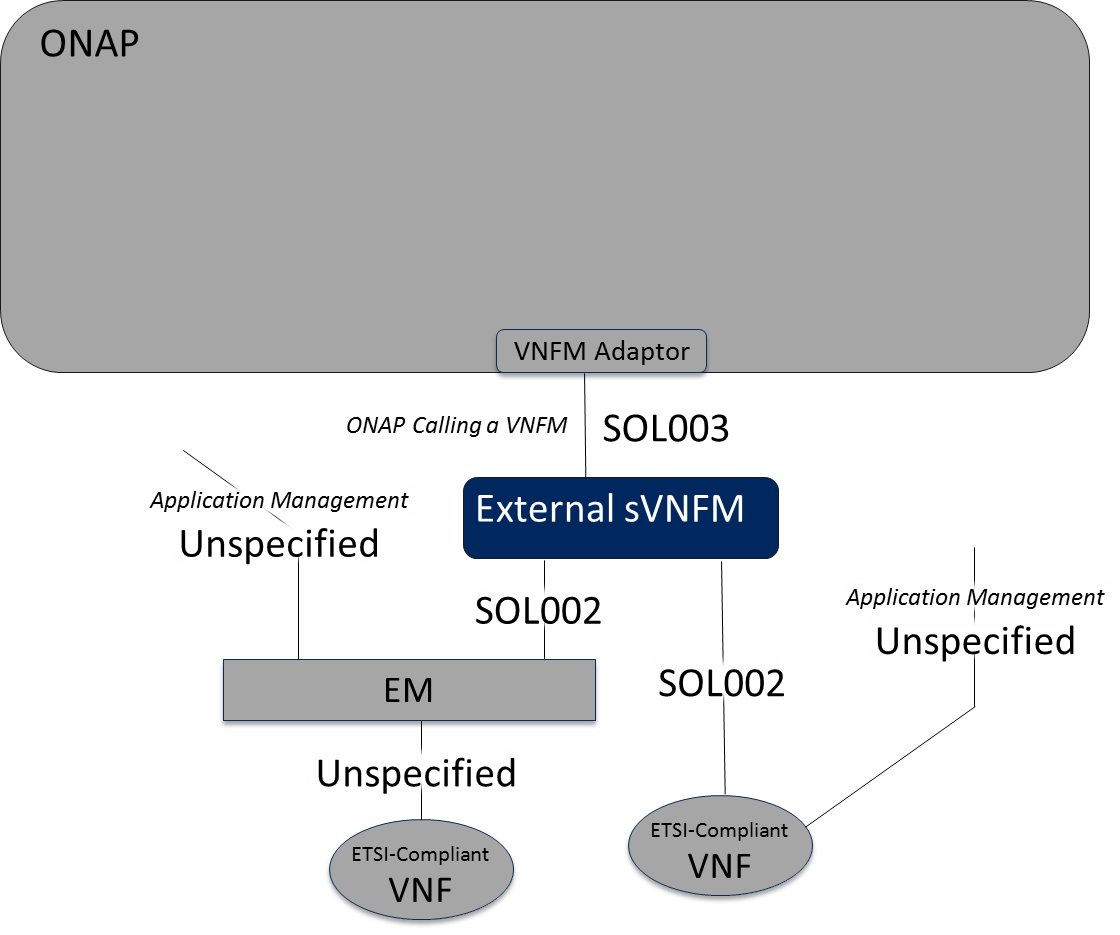 ONAP
VNFM Adaptor
ONAP Calling a VNFM
SOL003
Application Management
Unspecified
External sVNFM
SOL002
Application Management
Unspecified
EM
SOL002
Unspecified
ETSI-Compliant
VNF
ETSI-Compliant
VNF